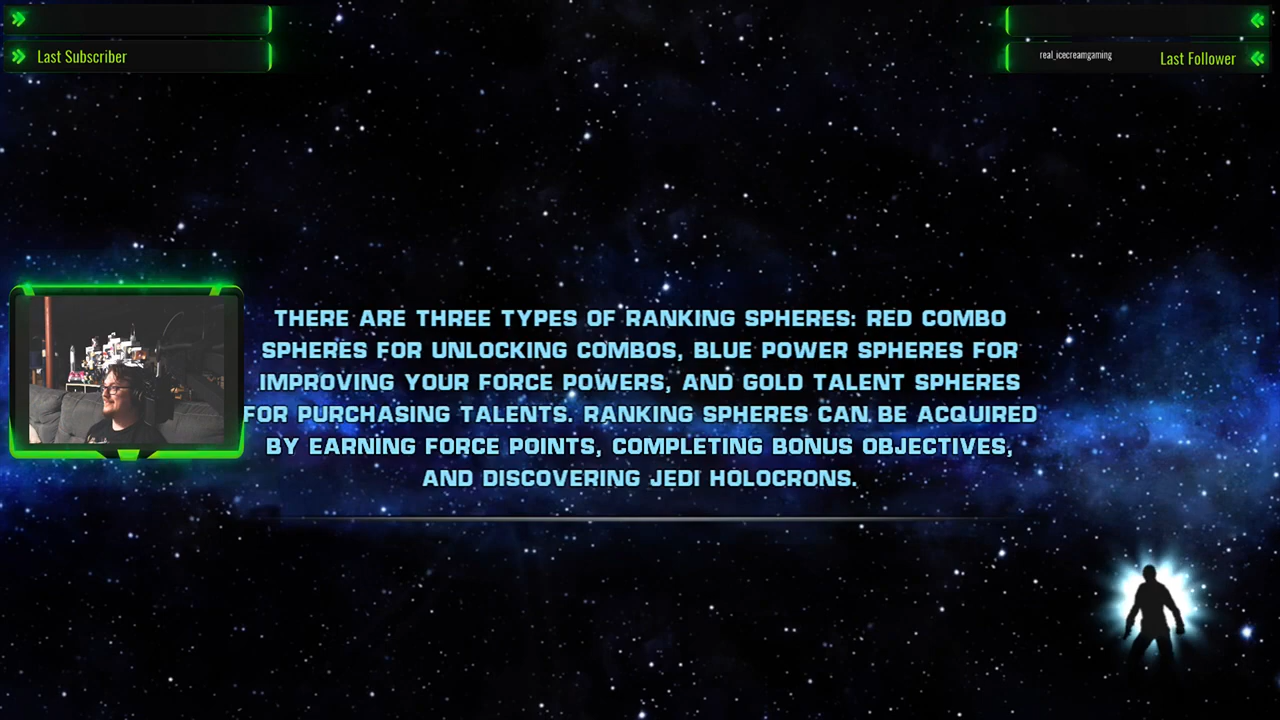 Last Subscriber
real_icecreamgaming
Last Follower
THERE ARE THREE TYPES OF RANKING SPHERES: RED COMBO
SPHERES FOR UNLOCKING COMBOS, BLUE POWER SPHERES FOR
IMPROVING YOUR FORCE POWERS, AND GOLD TALENT SPHERES
FOR PURCHASING TALENTS. RANKING SPHERES CAN BE ACQUIRED
BY EARNING FORCE POINTS, COMPLETING BONUS OBJECTIVES,
AND DISCOVERING JEDI HOLOCRONS.